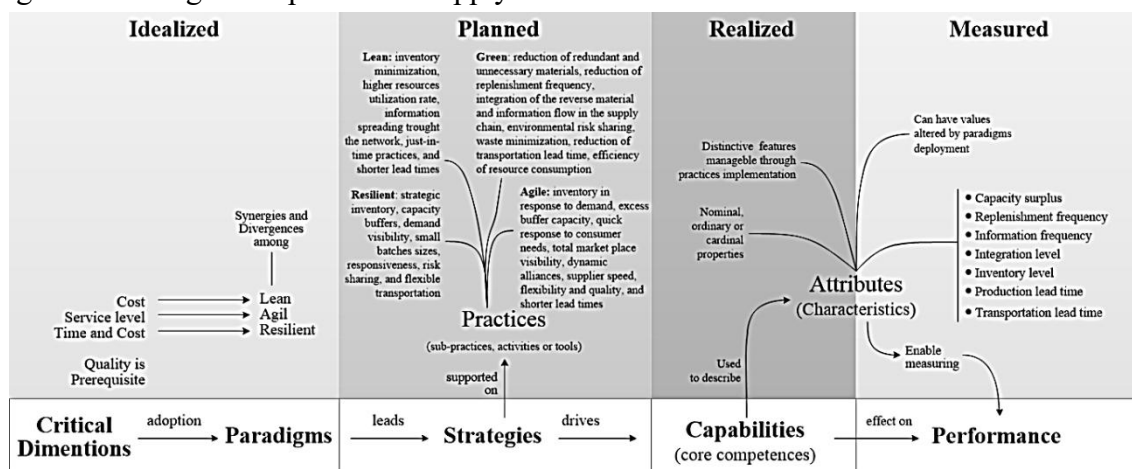 Idealized
Planned
Realized
Measured
Lean: inventory
minimization,
higher resources
utilization rate,
information
spreading trought
the network, just-in-
time practices, and
shorter lead times
Green: reduction of redundant and
unnecessary materials, reduction of
replenishment frequency,
integration of the reverse material
and information flow in the supply
chain, environmental risk sharing,
waste minimization, reduction of
transportation lead time, efficiency
of resource consumption
Resilient: strategic
inventory, capacity
buffers, demand
visibility, small
batches sizes,
responsiveness, risk
sharing, and flexible
transportation
Agile: inventory in
response to demand, excess
buffer capacity, quick
response to consumer
needs, total market place
visibility, dynamic
alliances, supplier speed,
flexibility and quality, and
shorter lead times
Synergies and
Divergences
among
Cost
Lean
Service level
Agil
Time and Cost
Resilient
Quality is
Prerequisite
Practices
(sub-practices, activities or tools)
supported
on
Distinctive features
manageble through
practices implementation
Nominal,
ordinary or
cardinal
properties
Can have values
altered by paradigms
deployment
• Capacity surplus
• Replenishment frequency
• Information frequency
• Integration level
• Inventory level
• Production lead time
• Transportation lead time
Attributes
(Characteristics)
Used
to describe
Enable
measuring
Critical
Dimentions
adoption
Paradigms
leads
Strategies
drives
Capabilities
(core competences)
effect on
Performance